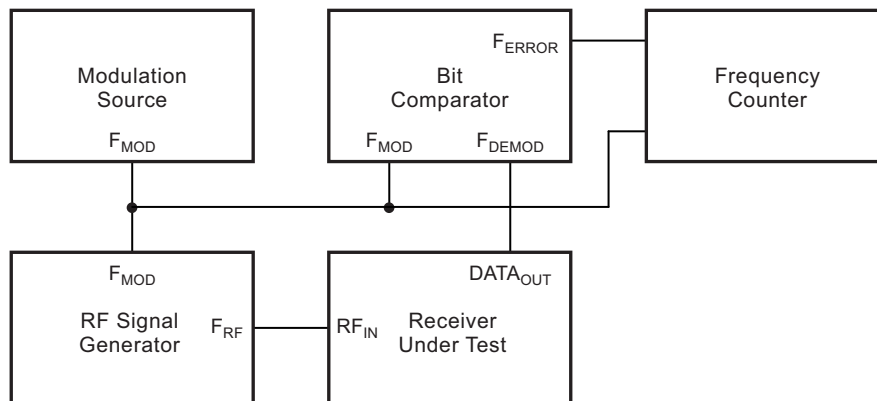 Modulation
Source
F_MOD
F_ERROR
Bit
Comparator
F_MOD
F_DEMOD
Frequency
Counter
F_MOD
RF Signal
Generator
F_RF
DATA_OUT
RF_IN
Receiver
Under Test